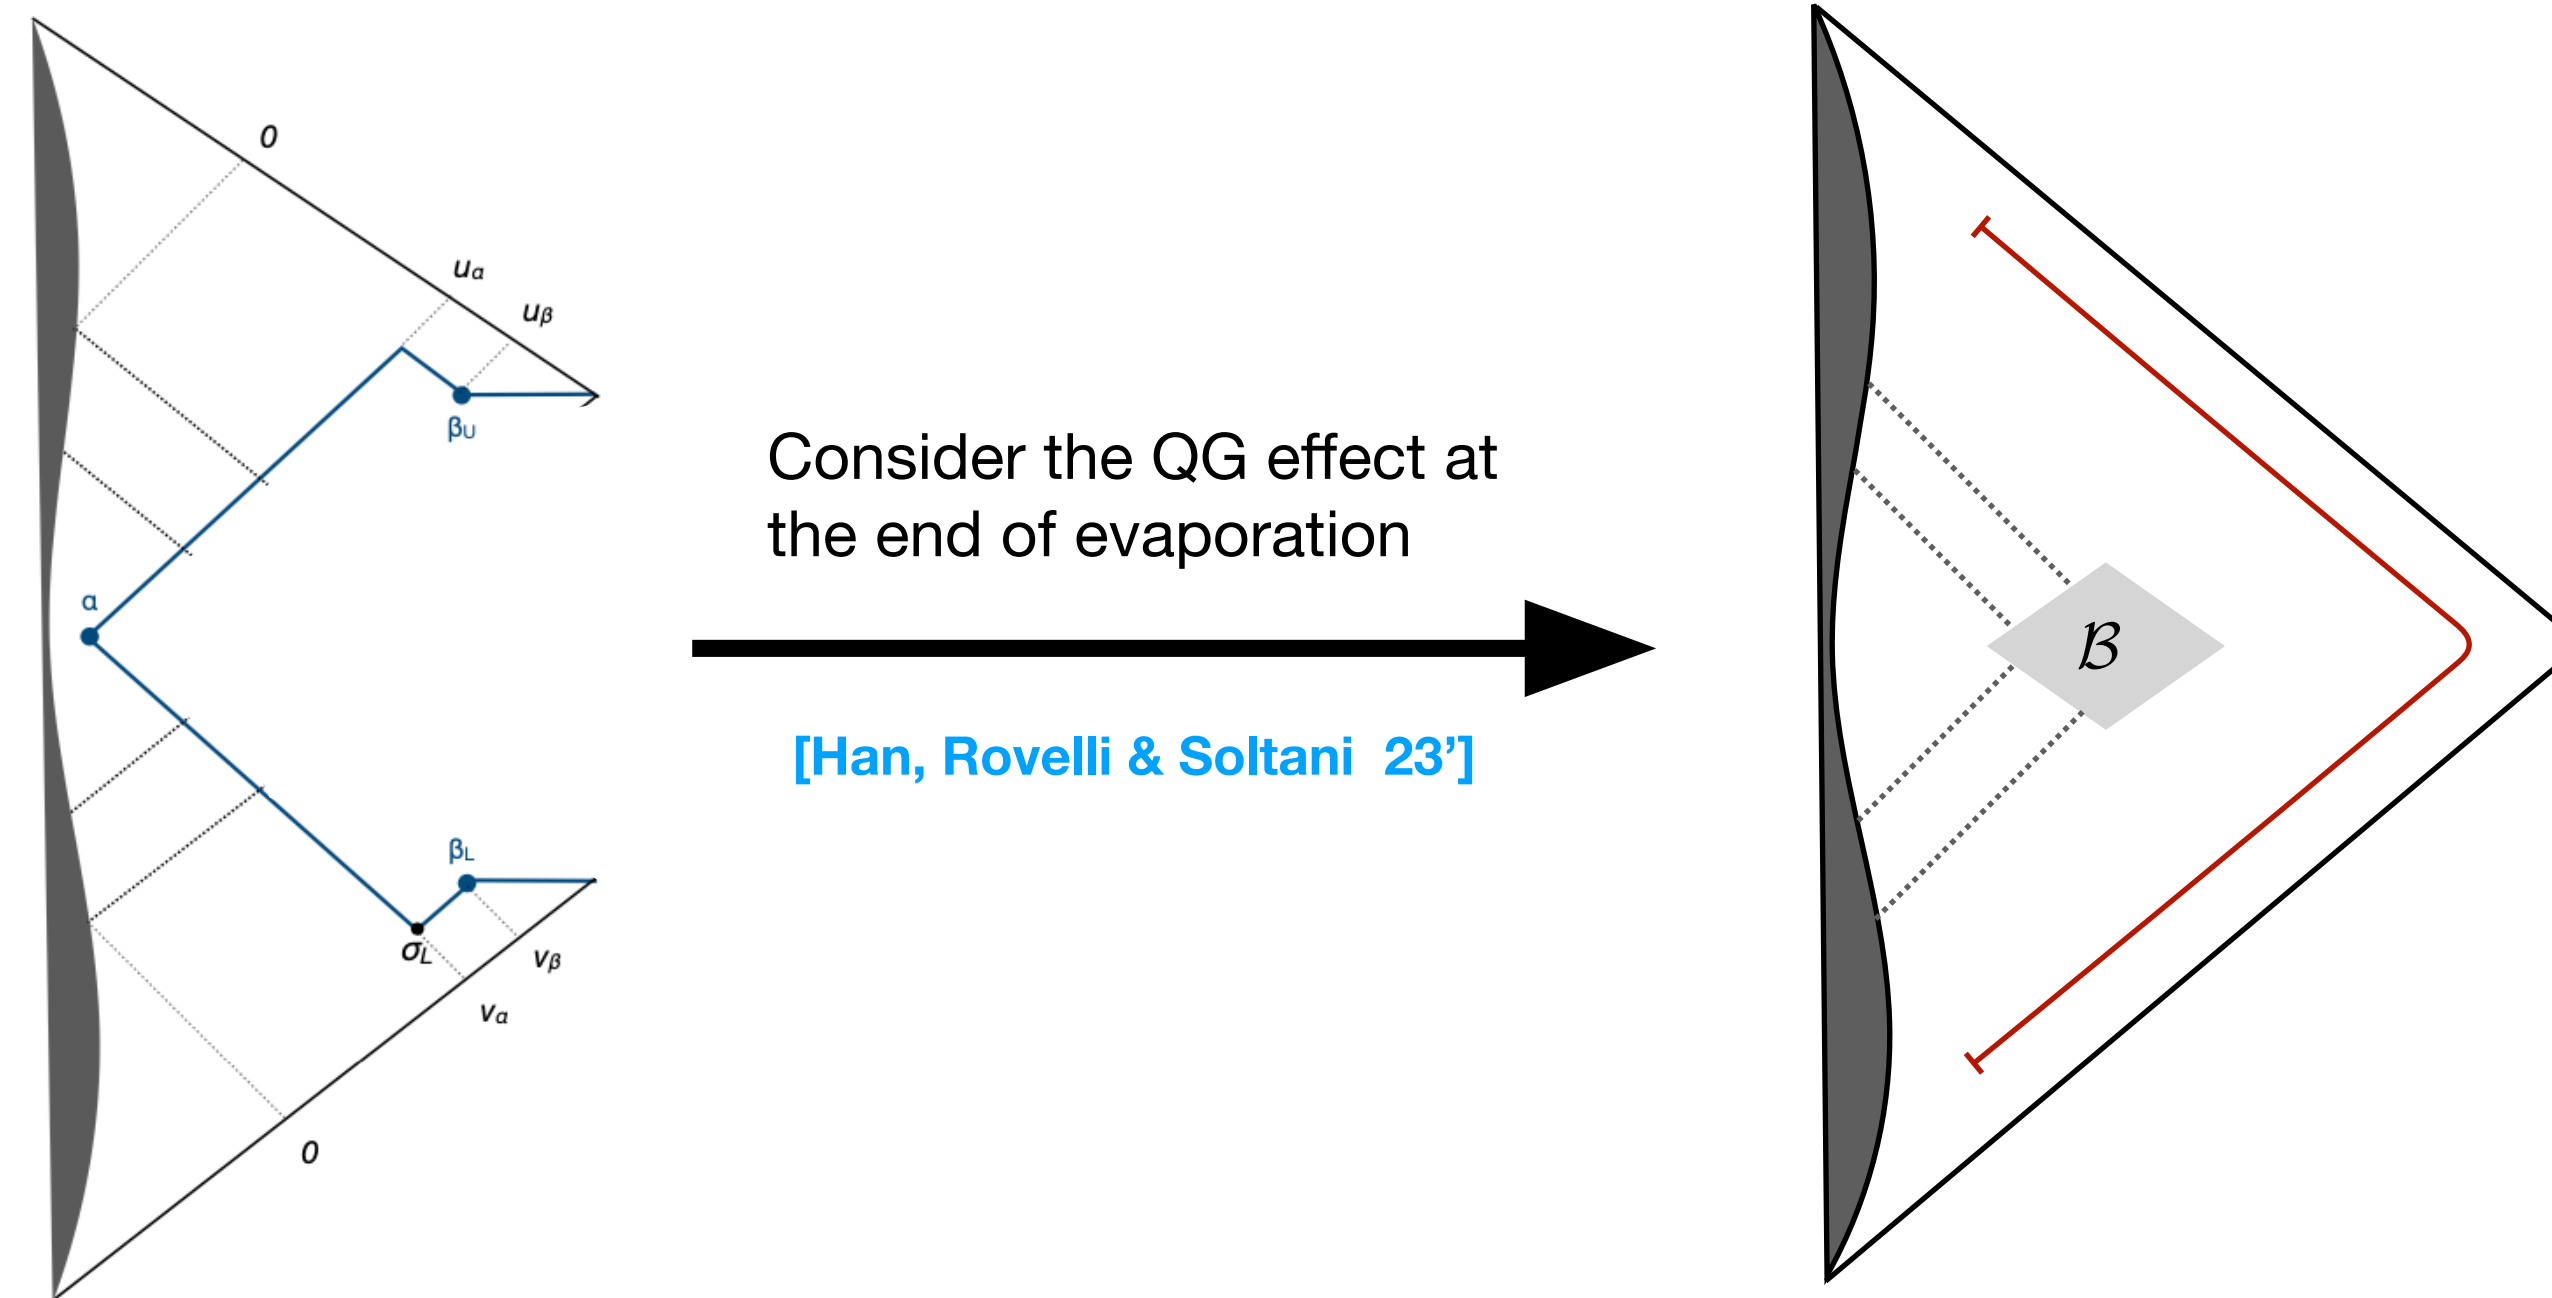 0
uα
uβ
βU
α
βL
σL
vβ
vα
0
Consider the QG effect at
the end of evaporation
[Han, Rovelli & Soltani 23’]
ℬ